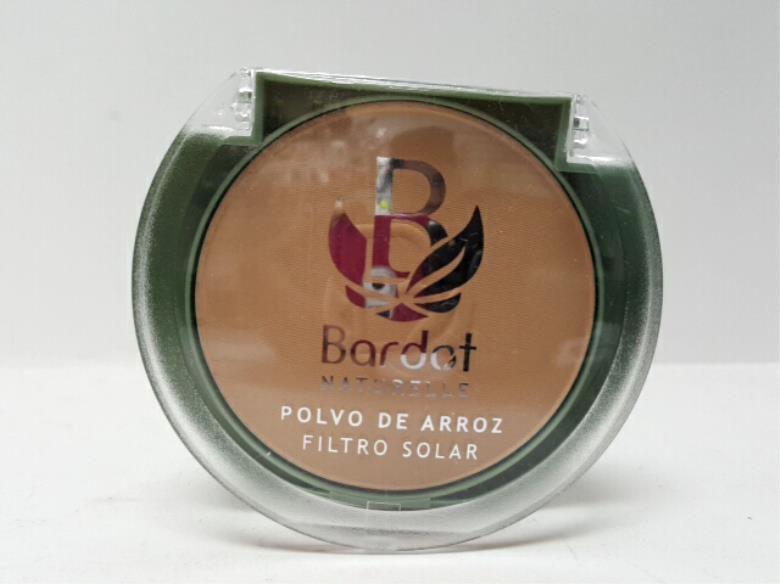 B
Bardot
NATURELLE
POLVO DE ARROZ
FILTRO SOLAR